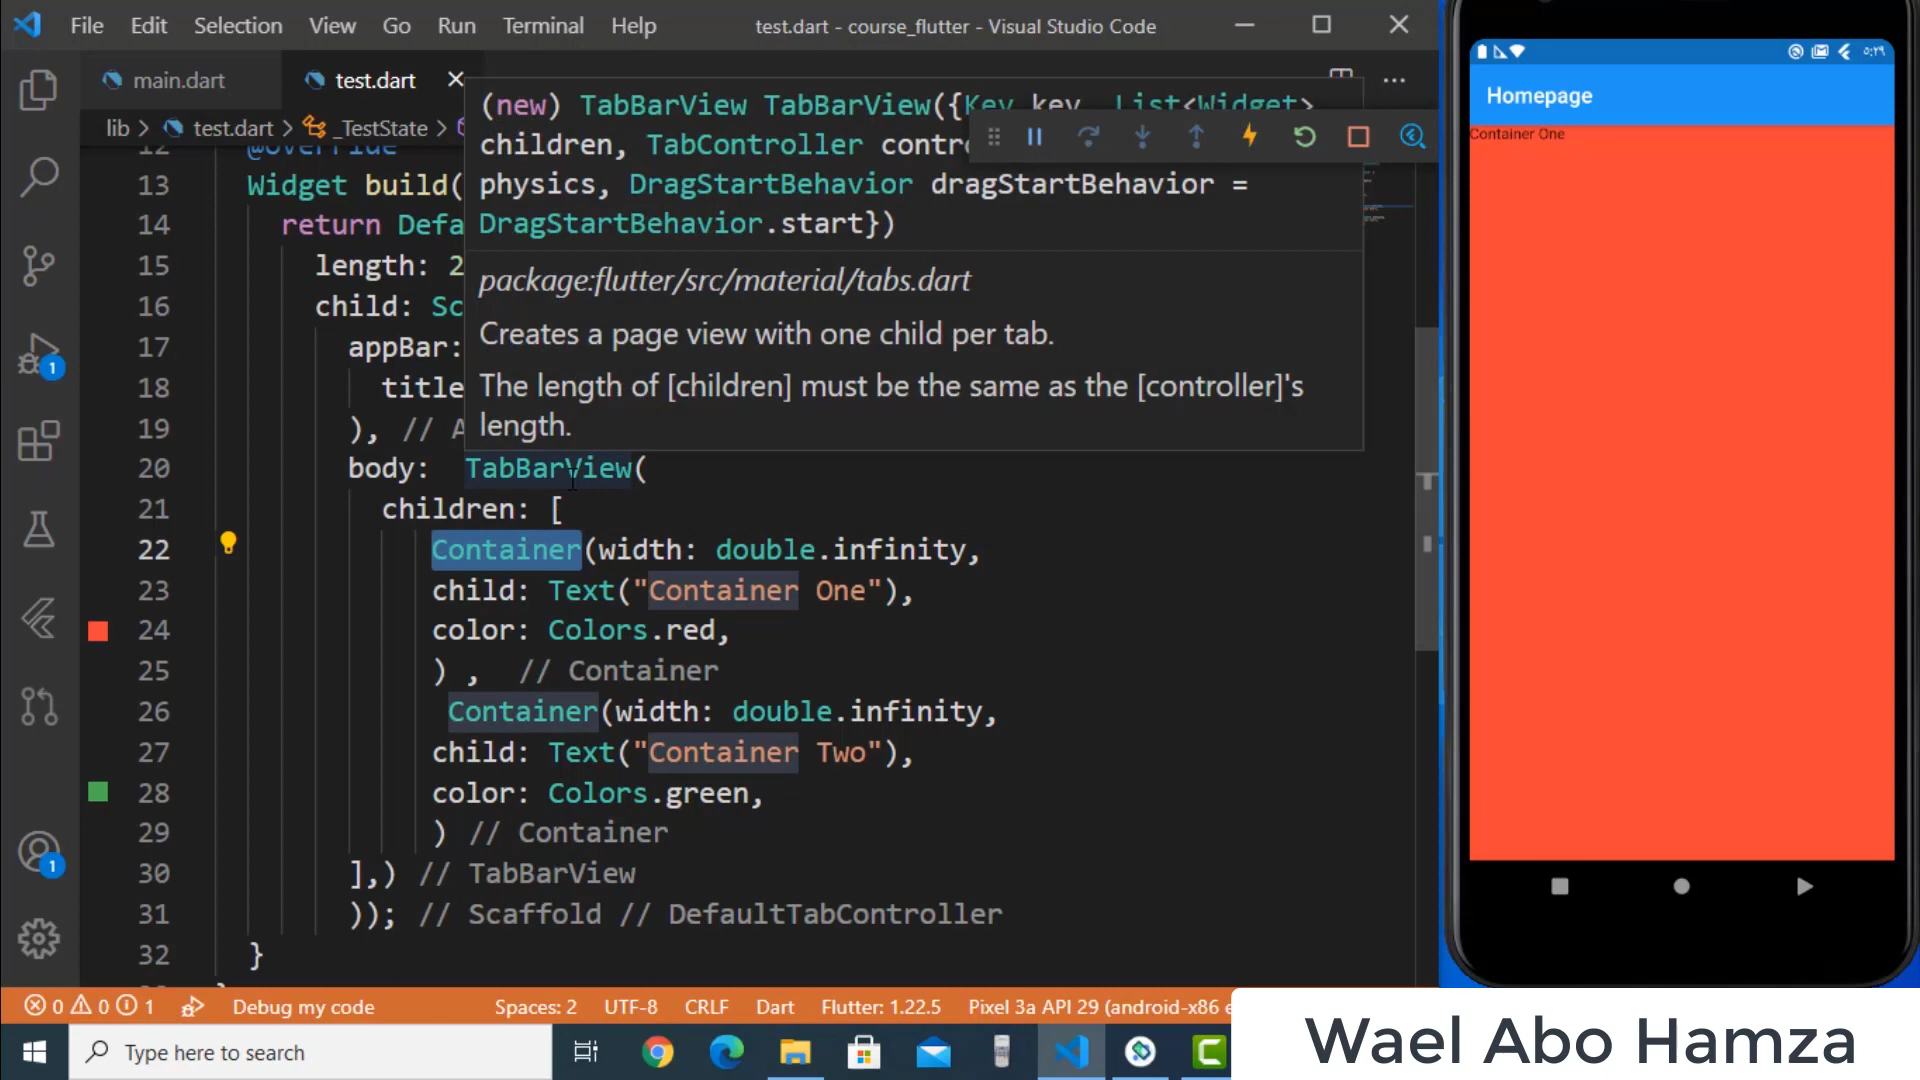 File Edit Selection View Go Run Terminal Help
test.dart - course_flutter - Visual Studio Code
main.dart
test.dart
lib > test.dart > _TestState >
(new) TabBarView TabBarView({Key key, List<Widget>
children, TabController contro
physics, DragStartBehavior dragStartBehavior =
DragStartBehavior.start})
package:flutter/src/material/tabs.dart
Creates a page view with one child per tab.
The length of [children] must be the same as the [controller]'s
length.
12 @override
13 Widget build(
14 return Defa
15 length: 2
16 child: Sc
17 appBar:
18 title
19 ), // A
20 body: TabBarView(
21 children: [
22 Container(width: double.infinity,
23 child: Text("Container One"),
24 color: Colors.red,
25 ) , // Container
26 Container(width: double.infinity,
27 child: Text("Container Two"),
28 color: Colors.green,
29 ) // Container
30 ],) // TabBarView
31 )); // Scaffold // DefaultTabController
32 }
1
1
0 0 1 Debug my code Spaces: 2 UTF-8 CRLF Dart Flutter: 1.22.5 Pixel 3a API 29 (android-x86 e
Type here to search
٥:٢٩
Homepage
Container One
Wael Abo Hamza